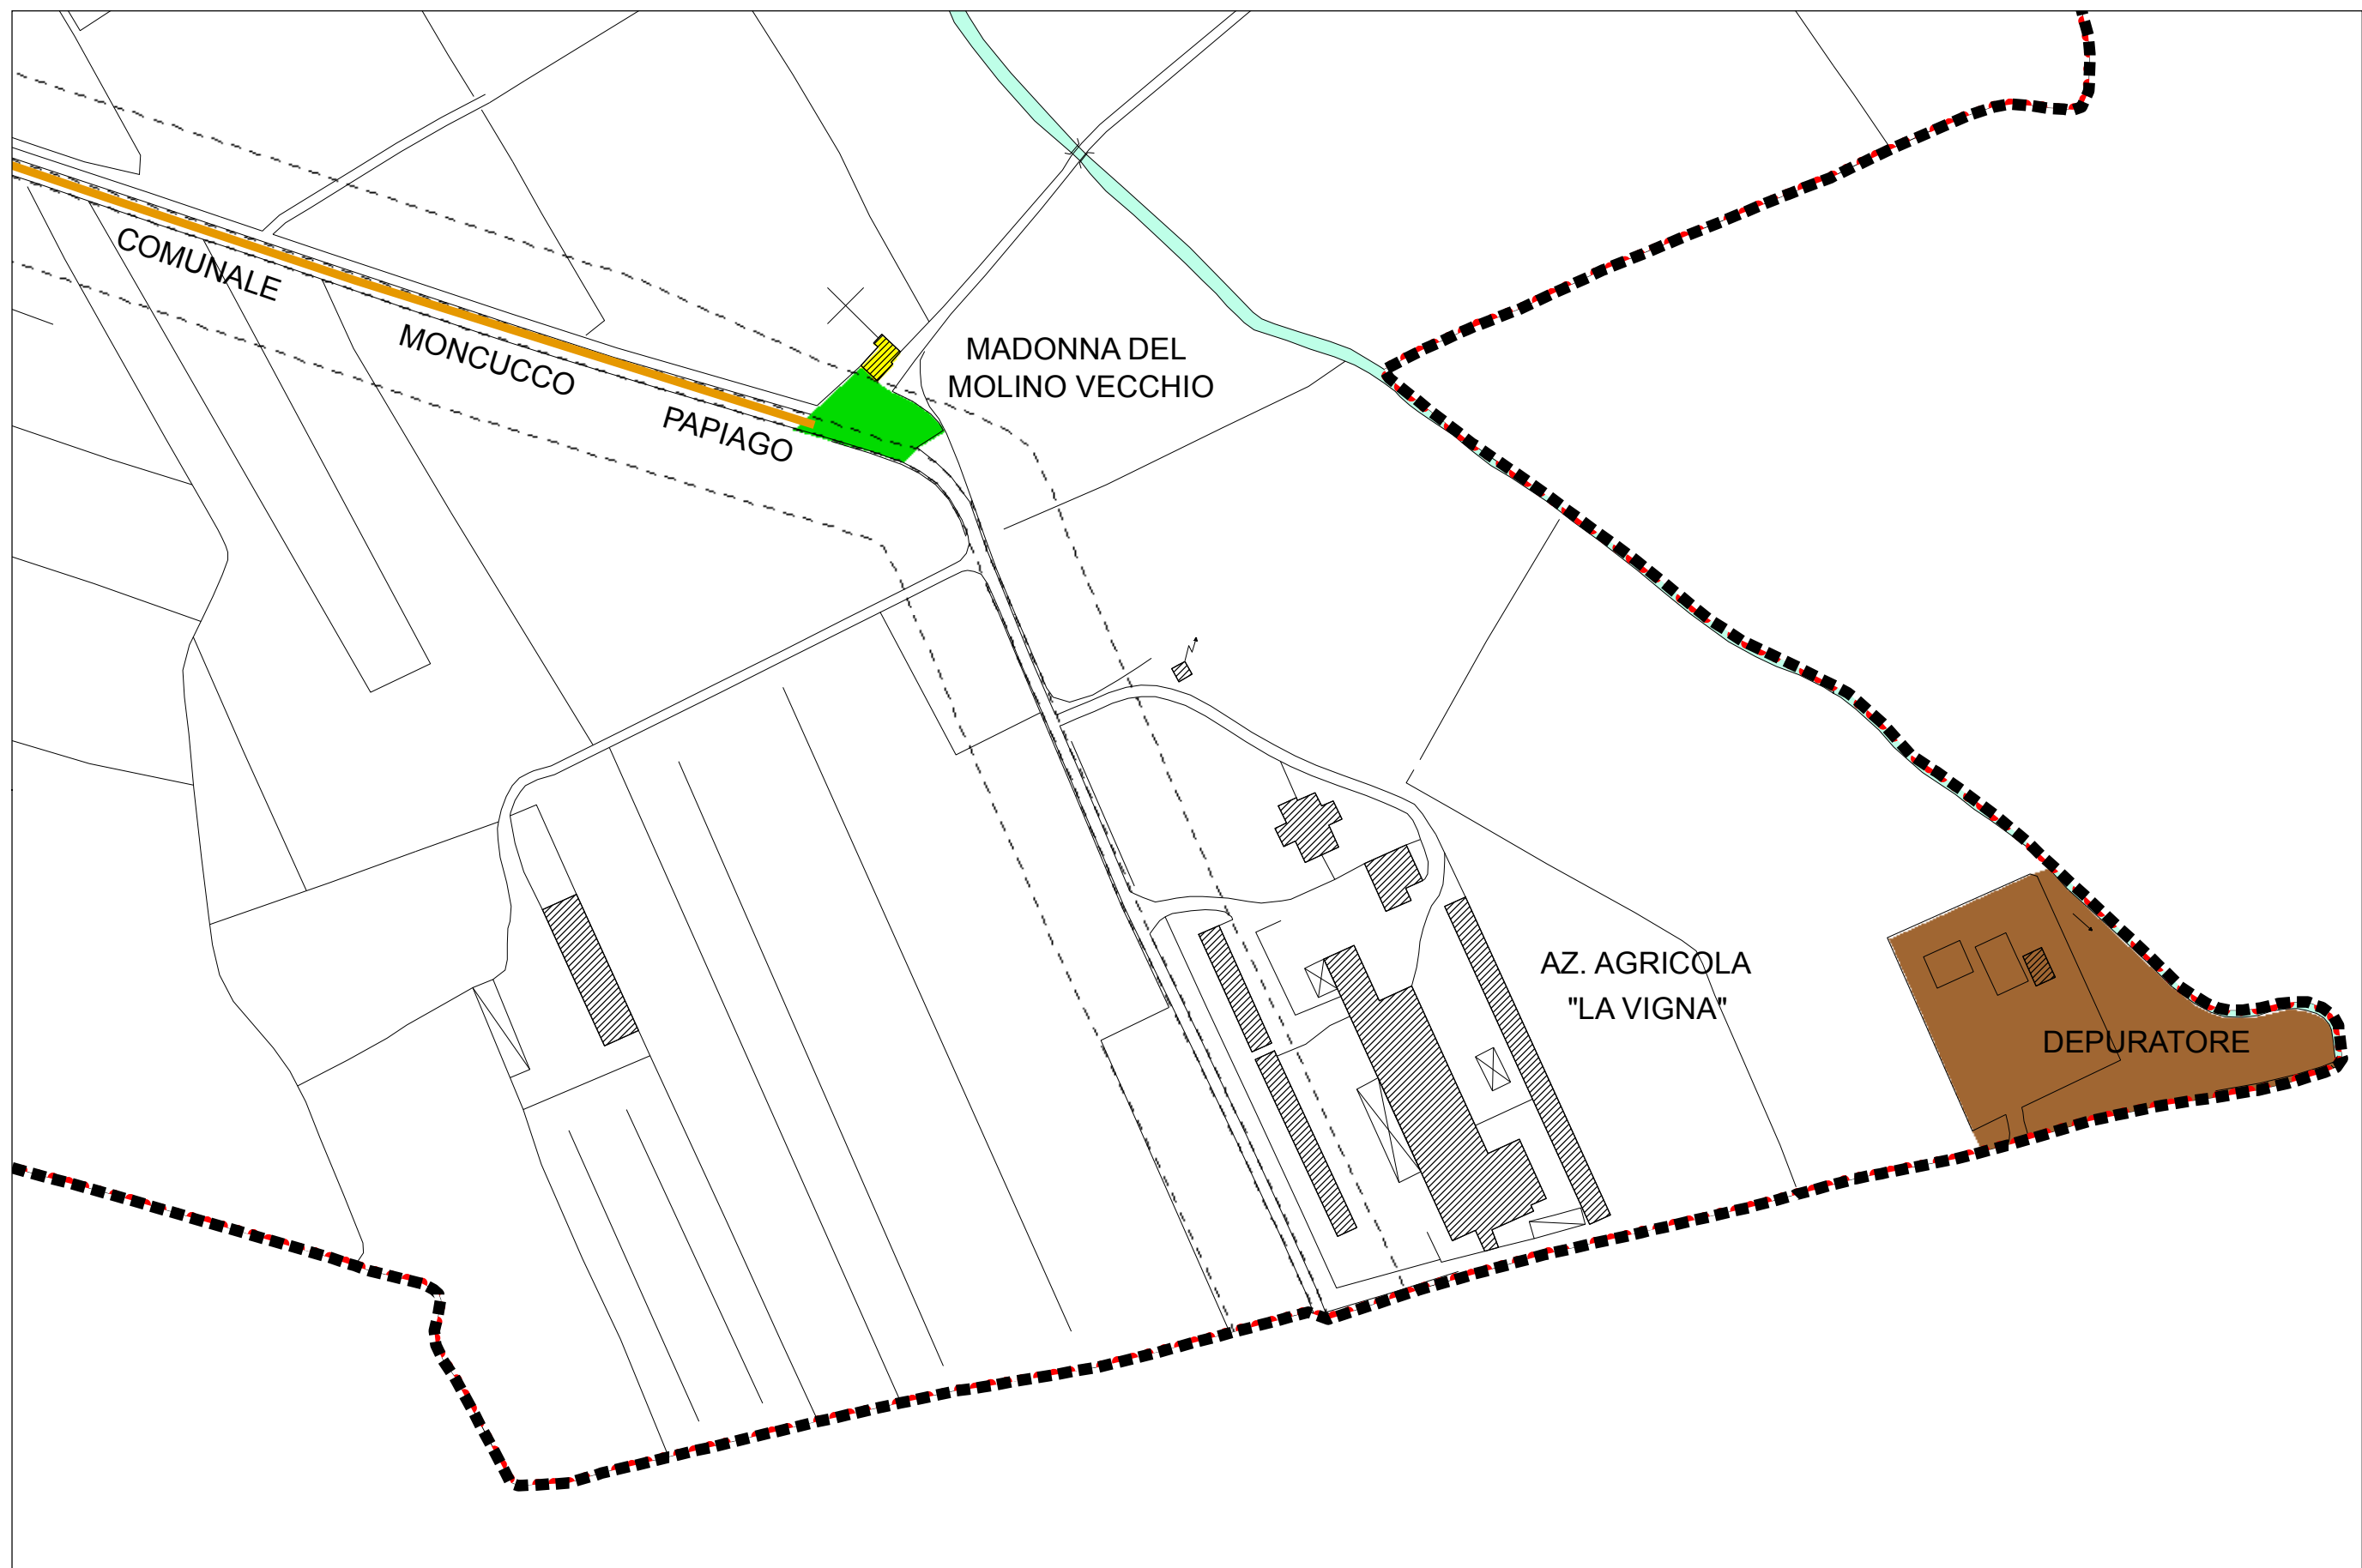 COMUNALE
MONCUCCO
PAPIAGO
MADONNA DEL
MOLINO VECCHIO
AZ. AGRICOLA
"LA VIGNA"
DEPURATORE